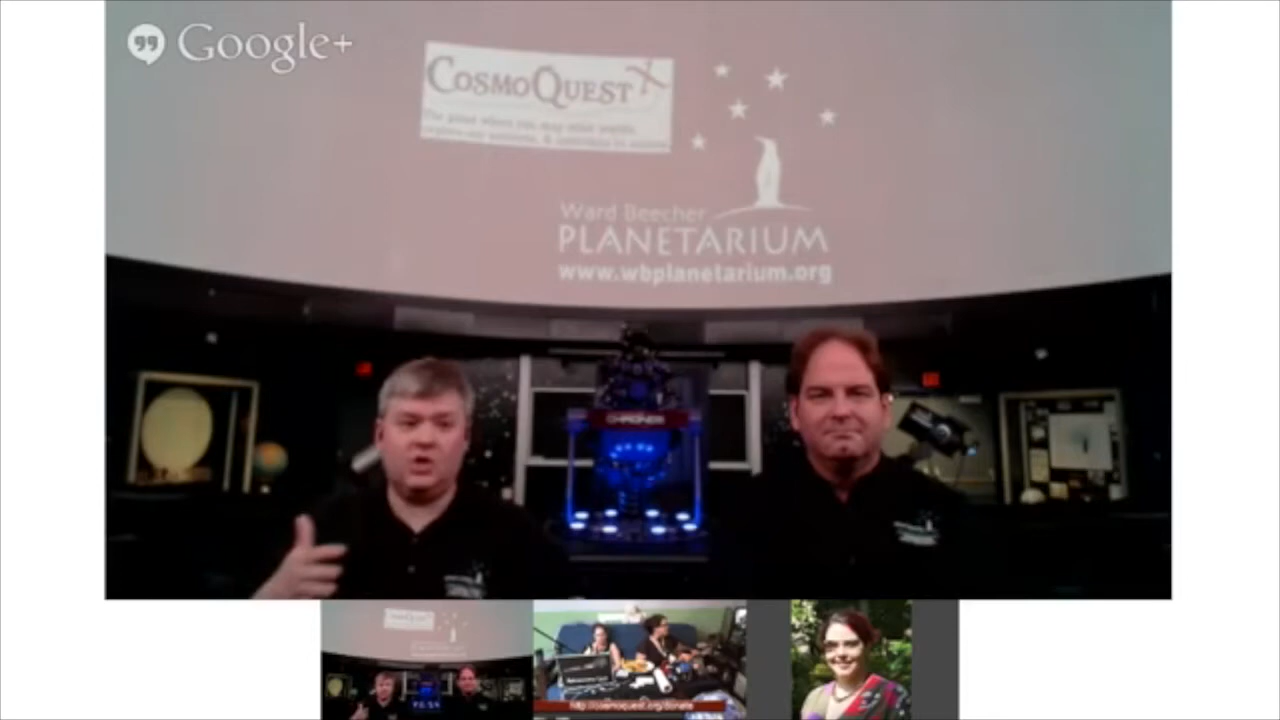 Google+
CosmoQuest
Ward Beecher
PLANETARIUM
www.wbplanetarium.org
CHRONOS
http://cosmoquest.org/donate